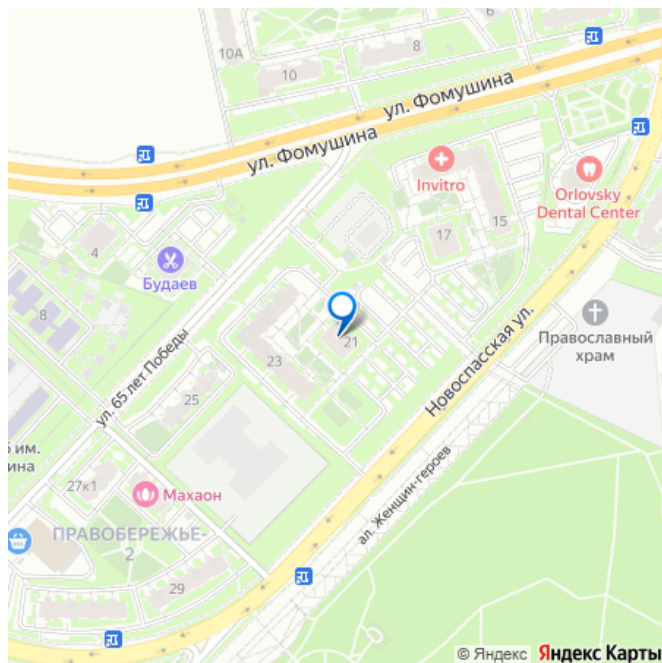 10А
8
10
ул. Фомушина
ул. Фомушина
Invitro
Orlovsky
Dental Center
15
17
4
Будаев
8
21
Православный
храм
23
Новоспасская ул.
ул. 65 лет Победы
25
им.
27к1
Махаон
ал. Женщин-героев
ПРАВОБЕРЕЖЬЕ-
2
29
© Яндекс Яндекс Карты